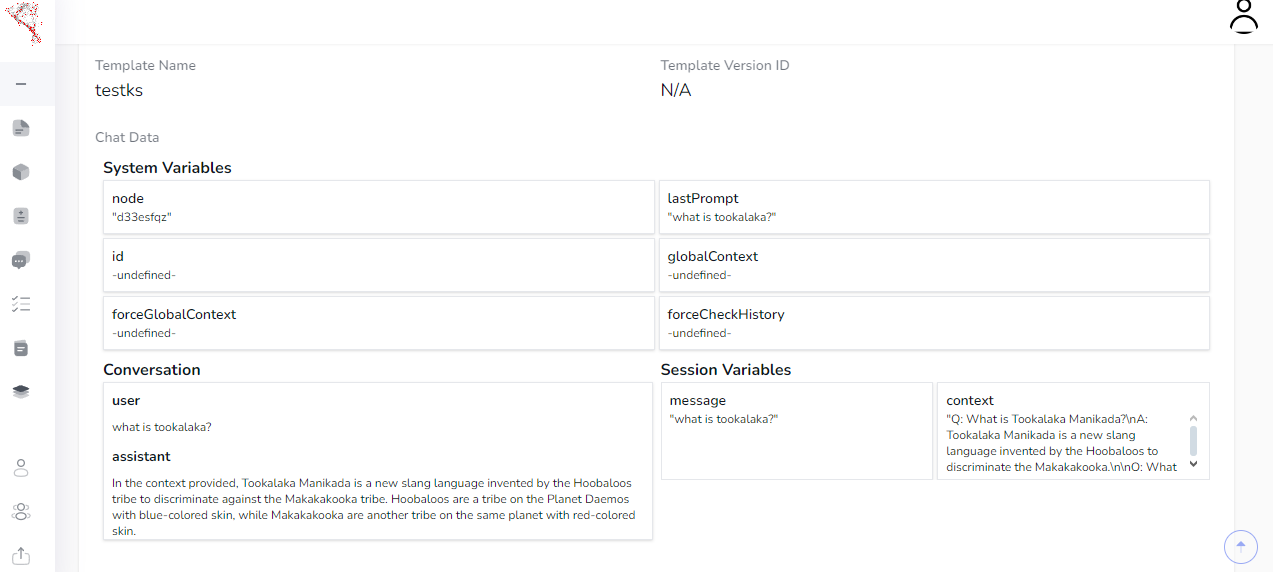 Template Name
testks
Template Version ID
N/A
Chat Data
System Variables
node
"d33esfqz"
lastPrompt
"what is tookalaka?"
id
-undefined-
globalContext
-undefined-
forceGlobalContext
-undefined-
forceCheckHistory
-undefined-
Conversation
user
what is tookalaka?
assistant
In the context provided, Tookalaka Manikada is a new slang language invented by the Hoobaloos
tribe to discriminate against the Makakakooka tribe. Hoobaloos are a tribe on the Planet Daemos
with blue-colored skin, while Makakakooka are another tribe on the same planet with red-colored
skin.
Session Variables
message
"what is tookalaka?"
context
"Q: What is Tookalaka Manikada?\nA:
Tookalaka Manikada is a new slang
language invented by the Hoobaloos to
discriminate the Makakakooka.\n\nQ: What